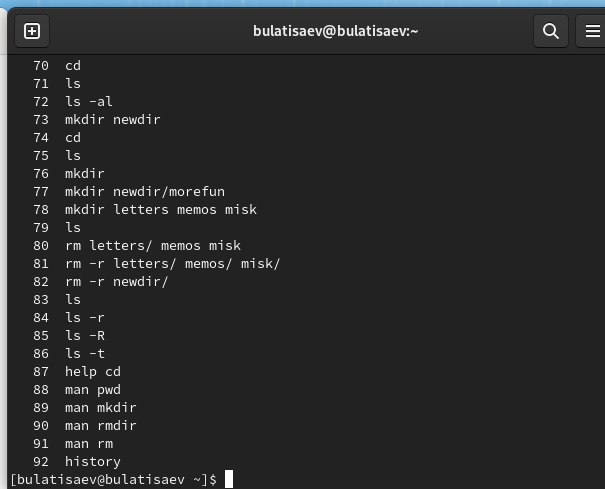 bulatisaev@bulatisaev:~
70 cd
71 ls
72 ls -al
73 mkdir newdir
74 cd
75 ls
76 mkdir
77 mkdir newdir/morefun
78 mkdir letters memos misk
79 ls
80 rm letters/ memos misk
81 rm -r letters/ memos/ misk/
82 rm -r newdir/
83 ls
84 ls -r
85 ls -R
86 ls -t
87 help cd
88 man pwd
89 man mkdir
90 man rmdir
91 man rm
92 history
[bulatisaev@bulatisaev ~]$